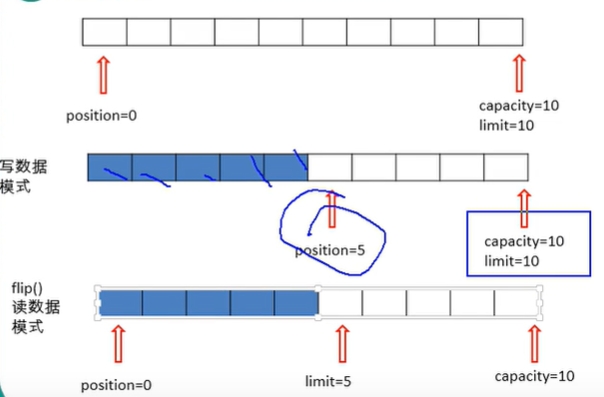 position=0
capacity=10
limit=10
写数据
模式
position=5
capacity=10
limit=10
flip()
读数据
模式
position=0
limit=5
capacity=10